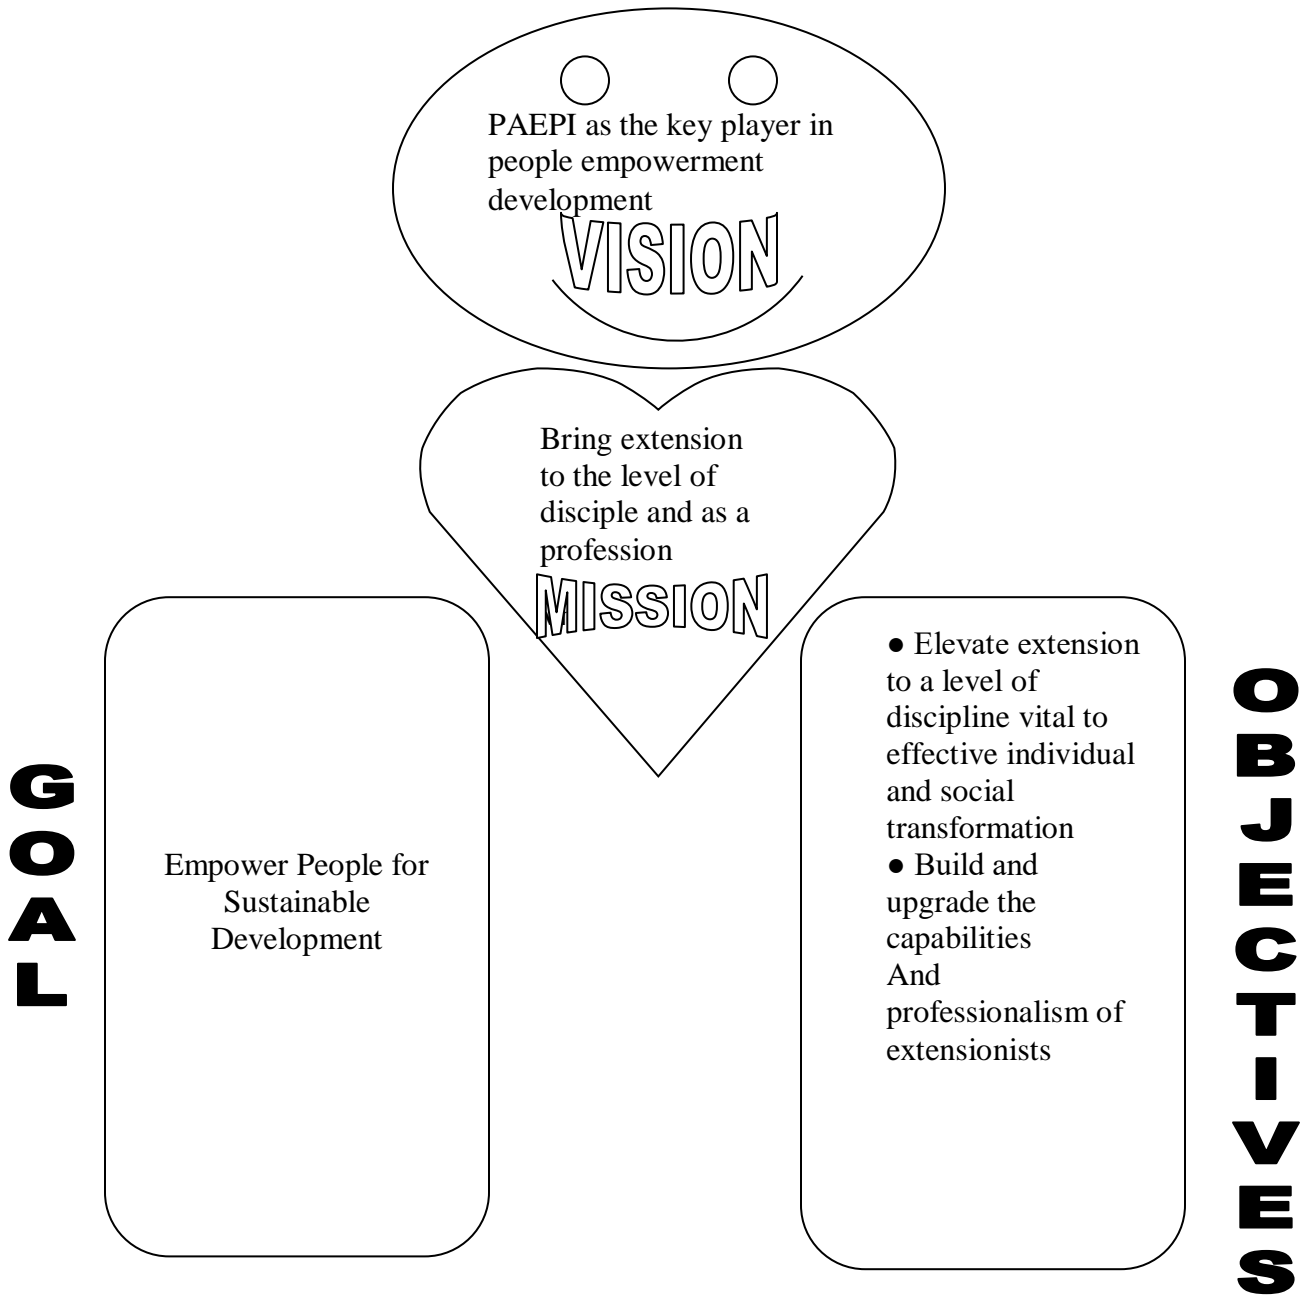 PAEPI as the key player in
people empowerment
development
VISION
Bring extension
to the level of
disciple and as a
profession
MISSION
GOAL
Empower People for
Sustainable
Development
● Elevate extension
to a level of
discipline vital to
effective individual
and social
transformation
● Build and
upgrade the
capabilities
And
professionalism of
extensionists
OBJECTIVES